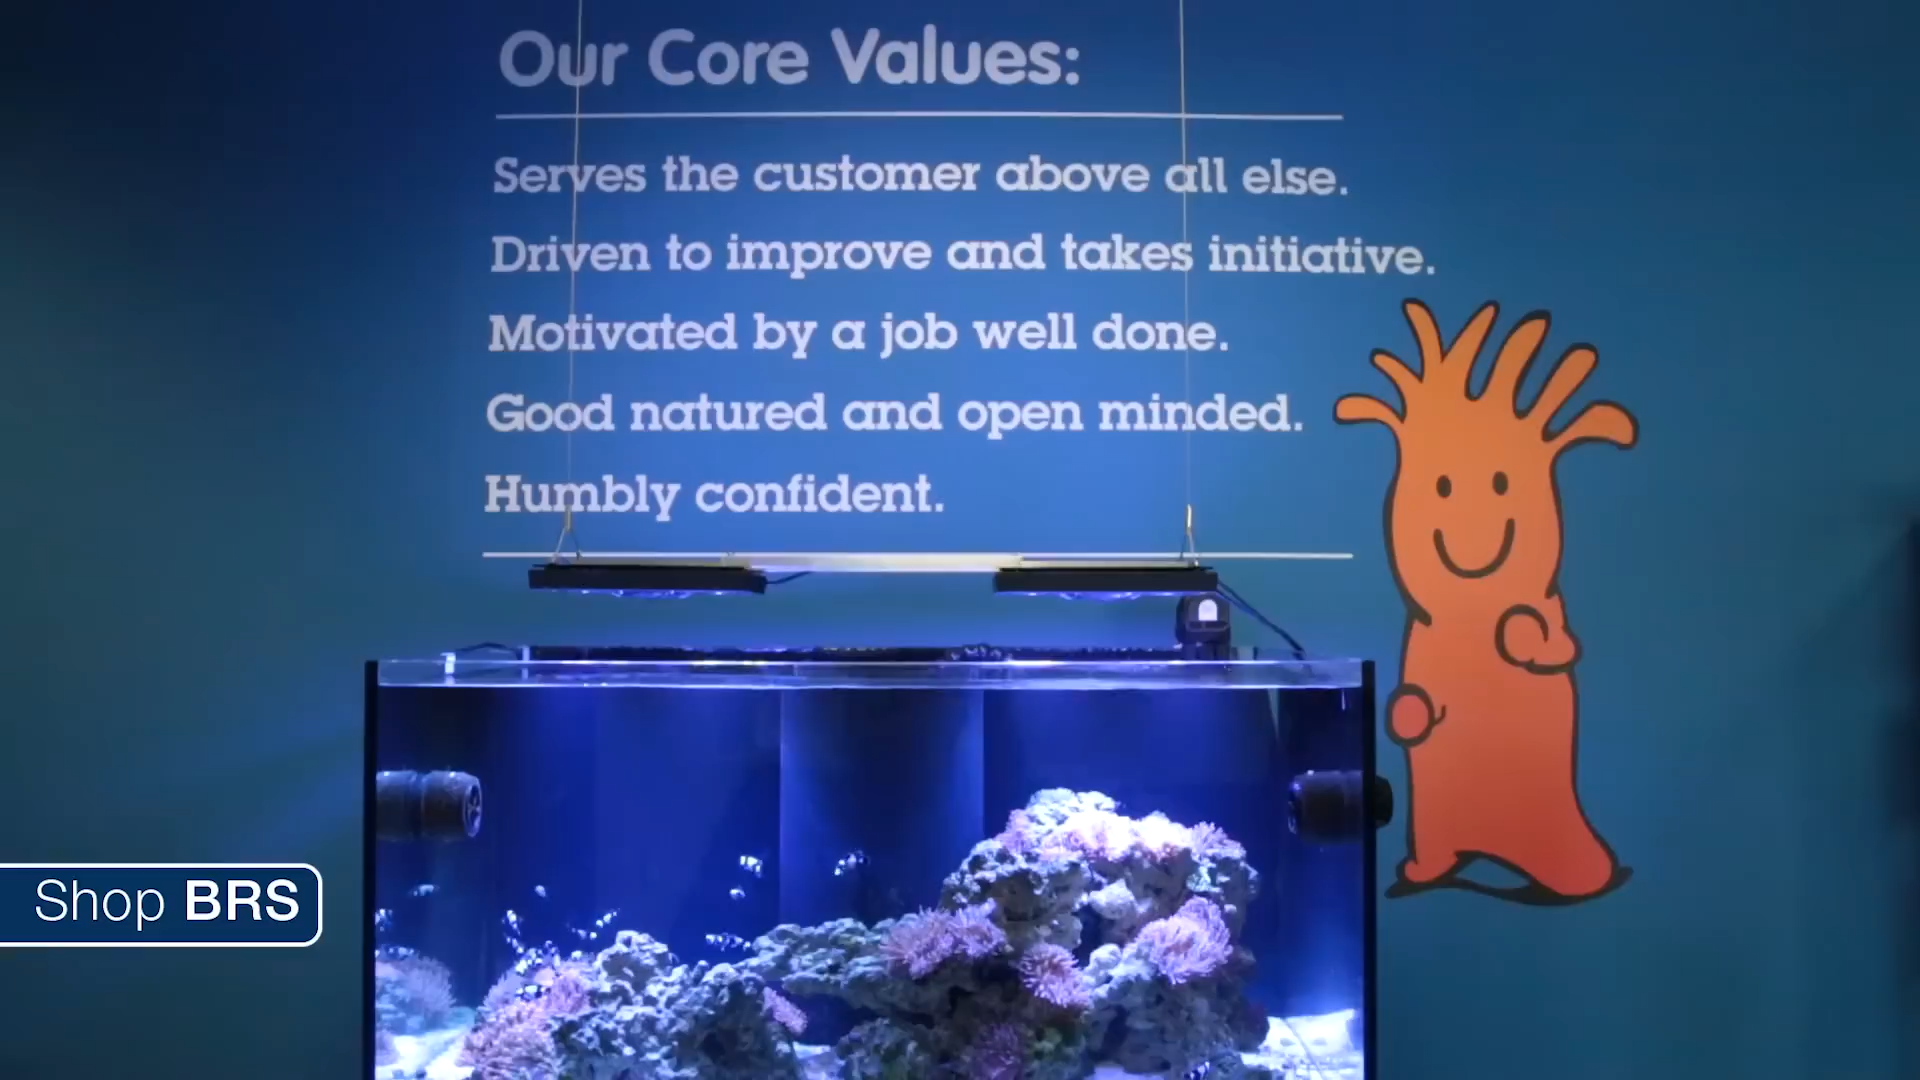 Our Core Values:
Serves the customer above all else.
Driven to improve and takes initiative.
Motivated by a job well done.
Good natured and open minded.
Humbly confident.
Shop BRS